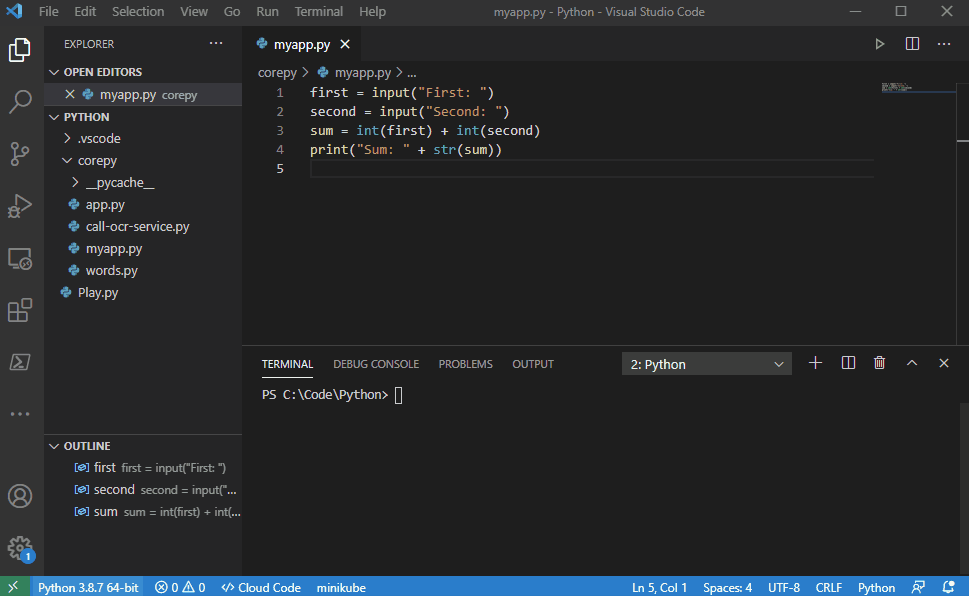 File Edit Selection View Go Run Terminal Help myapp.py - Python - Visual Studio Code
EXPLORER
OPEN EDITORS
myapp.py corepy
PYTHON
.vscode
corepy
__pycache__
app.py
call-ocr-service.py
myapp.py
words.py
Play.py
OUTLINE
first first = input("First: ")
second second = input("...
sum sum = int(first) + int(...
1
myapp.py
corepy > myapp.py > ...
1 first = input("First: ")
2 second = input("Second: ")
3 sum = int(first) + int(second)
4 print("Sum: " + str(sum))
5
TERMINAL DEBUG CONSOLE PROBLEMS OUTPUT 2: Python
PS C:\Code\Python>
Python 3.8.7 64-bit 0 0 Cloud Code minikube Ln 5, Col 1 Spaces: 4 UTF-8 CRLF Python